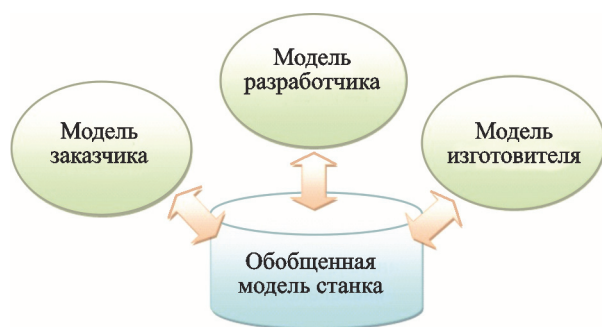 Модель
разработчика
Модель
заказчика
Модель
изготовителя
Обобщенная
модель станка